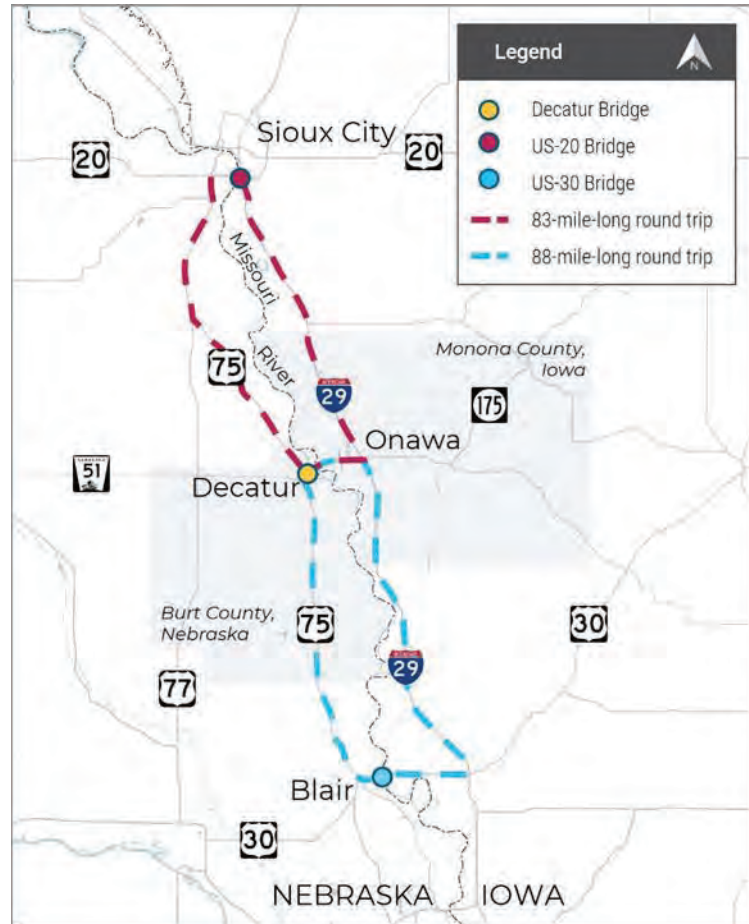 Legend
N
Decatur Bridge
US-20 Bridge
US-30 Bridge
83-mile-long round trip
88-mile-long round trip
Sioux City
20
20
Missouri
River
75
29
Monona County,
Iowa
175
Onawa
51
Decatur
Burt County,
Nebraska
75
30
29
77
Blair
30
NEBRASKA
IOWA